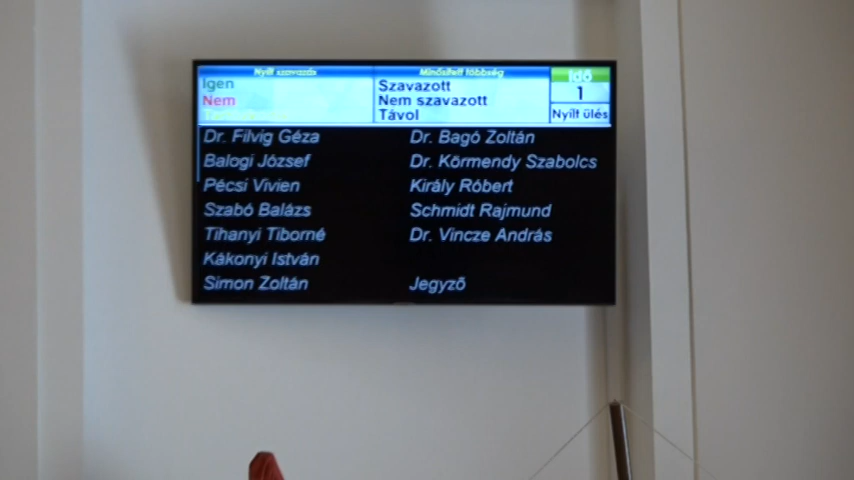 Nyílt szavazás
Minősített többség
Idő
Igen
Szavazott
1
Nem
Nem szavazott
Távol
Nyílt ülés
Dr. Filvig Géza
Dr. Bagó Zoltán
Balogi József
Dr. Körmendy Szabolcs
Pécsi Vivien
Király Róbert
Szabó Balázs
Schmidt Rajmund
Tihanyi Tiborné
Dr. Vincze András
Kákonyi István
Simon Zoltán
Jegyző